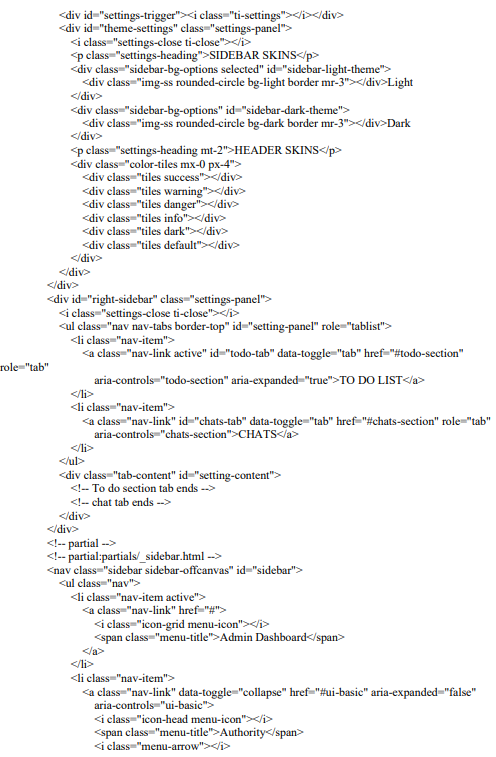 <div id="settings-trigger"><i class="ti-settings"></i></div>
<div id="theme-settings" class="settings-panel">
<i class="settings-close ti-close"></i>
<p class="settings-heading">SIDEBAR SKINS</p>
<div class="sidebar-bg-options selected" id="sidebar-light-theme">
<div class="img-ss rounded-circle bg-light border mr-3"></div>Light
</div>
<div class="sidebar-bg-options" id="sidebar-dark-theme">
<div class="img-ss rounded-circle bg-dark border mr-3"></div>Dark
</div>
<p class="settings-heading mt-2">HEADER SKINS</p>
<div class="color-tiles mx-0 px-4">
<div class="tiles success"></div>
<div class="tiles warning"></div>
<div class="tiles danger"></div>
<div class="tiles info"></div>
<div class="tiles dark"></div>
<div class="tiles default"></div>
</div>
</div>
</div>
<div id="right-sidebar" class="settings-panel">
<i class="settings-close ti-close"></i>
<ul class="nav nav-tabs border-top" id="setting-panel" role="tablist">
<li class="nav-item">
<a class="nav-link active" id="todo-tab" data-toggle="tab" href="#todo-section"
role="tab"
aria-controls="todo-section" aria-expanded="true">TO DO LIST</a>
</li>
<li class="nav-item">
<a class="nav-link" id="chats-tab" data-toggle="tab" href="#chats-section" role="tab"
aria-controls="chats-section">CHATS</a>
</li>
</ul>
<div class="tab-content" id="setting-content">
<!-- To do section tab ends -->
<!-- chat tab ends -->
</div>
</div>
<!-- partial -->
<!-- partial:partials/_sidebar.html -->
<nav class="sidebar sidebar-offcanvas" id="sidebar">
<ul class="nav">
<li class="nav-item active">
<a class="nav-link" href="#">
<i class="icon-grid menu-icon"></i>
<span class="menu-title">Admin Dashboard</span>
</a>
</li>
<li class="nav-item">
<a class="nav-link" data-toggle="collapse" href="#ui-basic" aria-expanded="false"
aria-controls="ui-basic">
<i class="icon-head menu-icon"></i>
<span class="menu-title">Authority</span>
<i class="menu-arrow"></i>